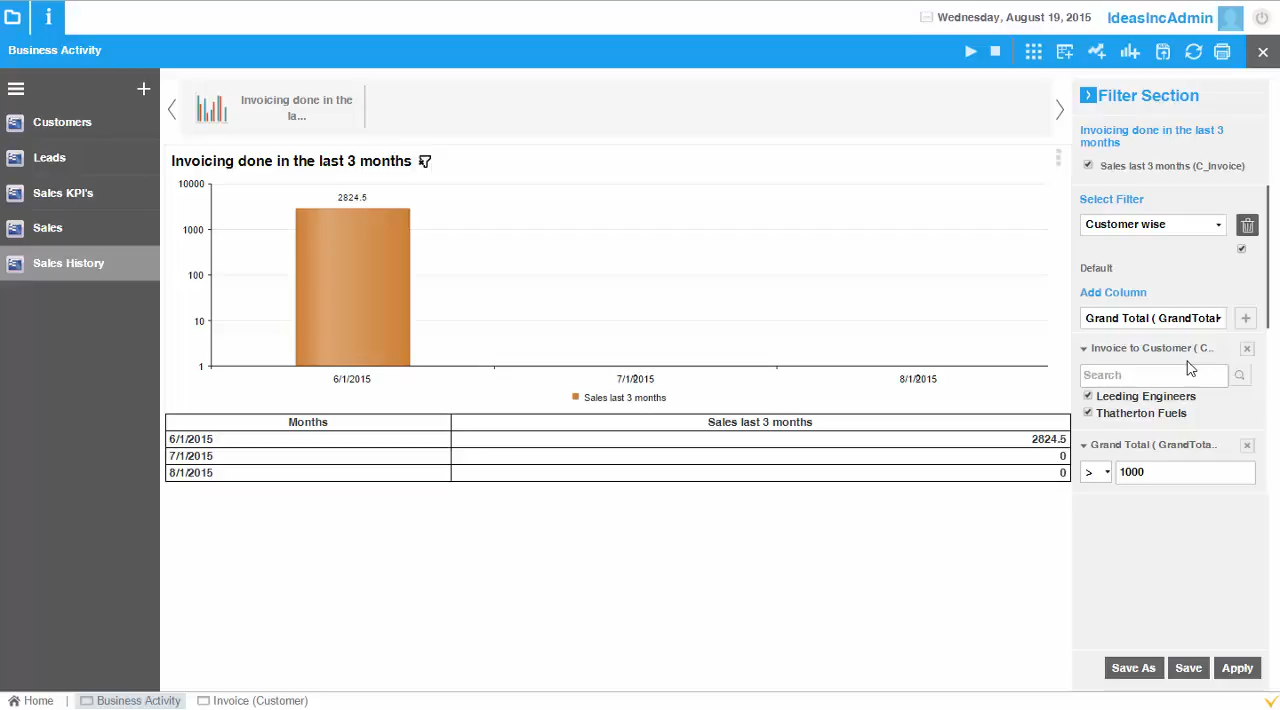 Wednesday, August 19, 2015
IdeasIncAdmin
Business Activity
Customers
Leads
Sales KPI's
Sales
Sales History
Invoicing done in the
la...
Invoicing done in the last 3 months
10000
1000
100
10
1
2824.5
6/1/2015
7/1/2015
8/1/2015
Sales last 3 months
Months Sales last 3 months
6/1/2015 2824.5
7/1/2015 0
8/1/2015 0
Filter Section
Invoicing done in the last 3
months
Sales last 3 months (C_Invoice)
Select Filter
Customer wise
Default
Add Column
Grand Total ( GrandTotal
Invoice to Customer ( C..
Search
Leeding Engineers
Thatherton Fuels
Grand Total ( GrandTota..
> 1000
Save As Save Apply
Home | Business Activity Invoice (Customer)